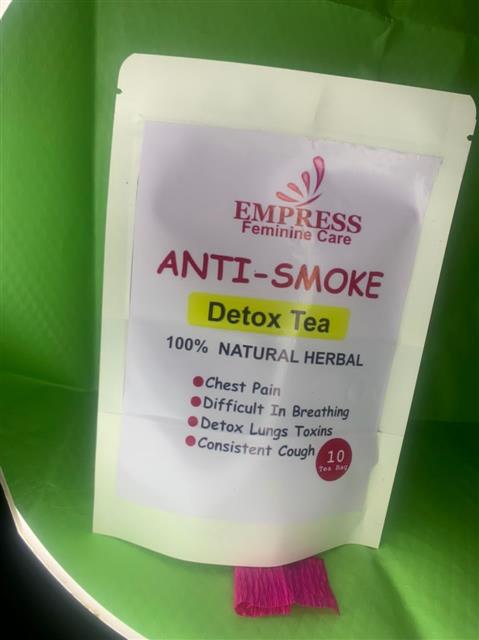 EMPRESS
Feminine Care
ANTI-SMOKE
Detox Tea
100% NATURAL HERBAL
Chest Pain
Difficult In Breathing
Detox Lungs Toxins
Consistent Cough
10
Tea Bag